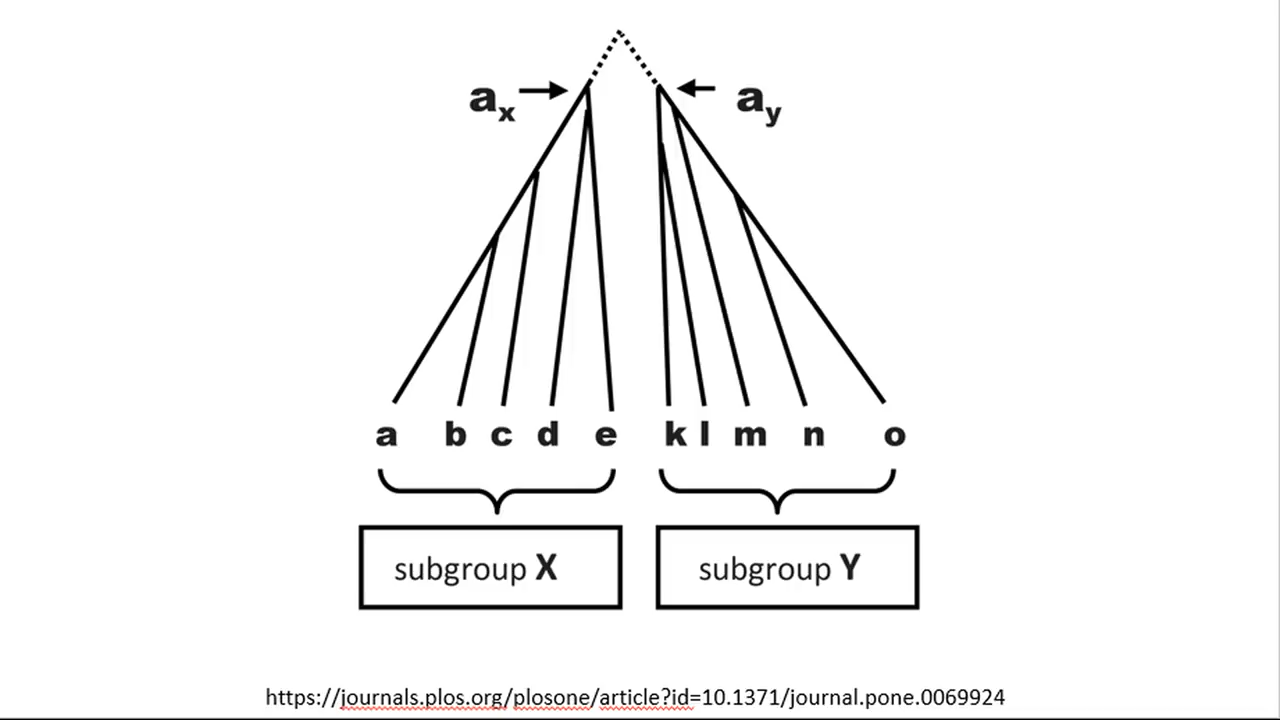 aₓ aᵧ
a b c d e k l m n o
subgroup X subgroup Y
https://journals.plos.org/plosone/article?id=10.1371/journal.pone.0069924